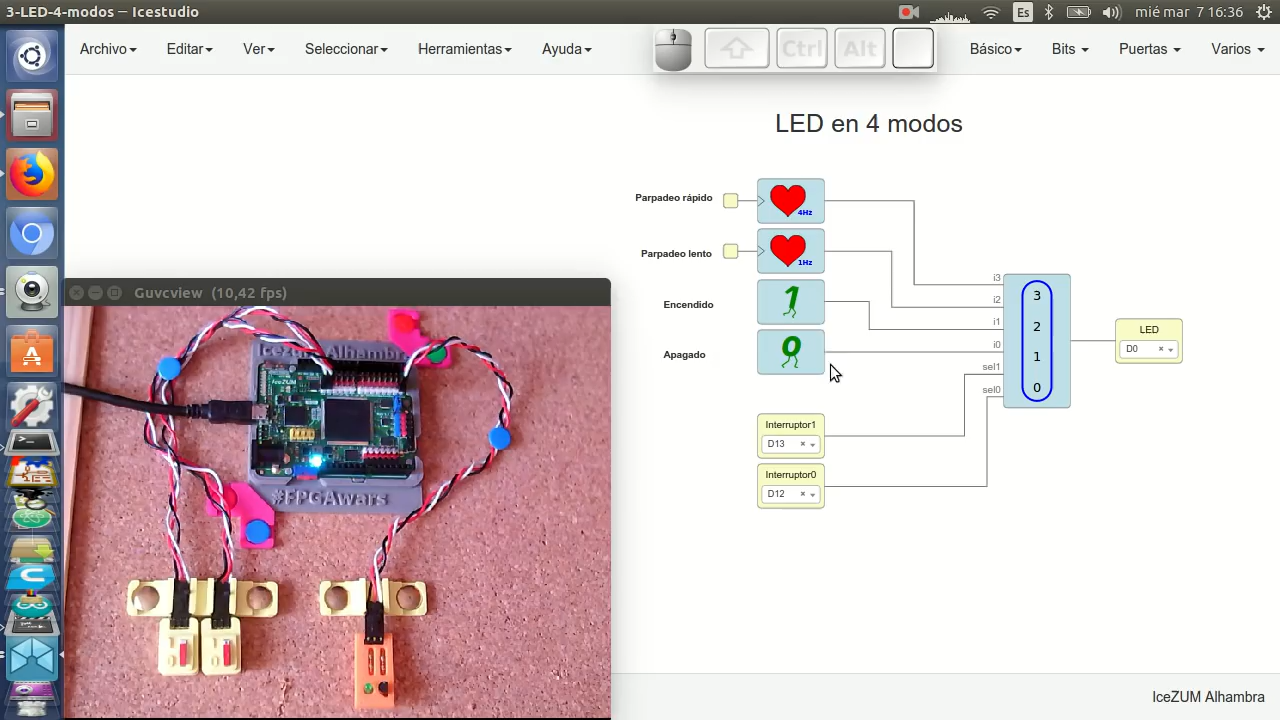 3-LED-4-modos – Icestudio
Es
mié mar 7 16:36
Archivo
Editar
Ver
Seleccionar
Herramientas
Ayuda
Ctrl
Alt
Básico
Bits
Puertas
Varios
LED en 4 modos
Parpadeo rápido
4Hz
Parpadeo lento
1Hz
Encendido
1
Apagado
0
i3
i2
i1
i0
sel1
sel0
3
2
1
0
LED
D0
Interruptor1
D13
Interruptor0
D12
Guvcview (10,42 fps)
IceZUM Alhambra
#FPGAwars
IceZUM Alhambra